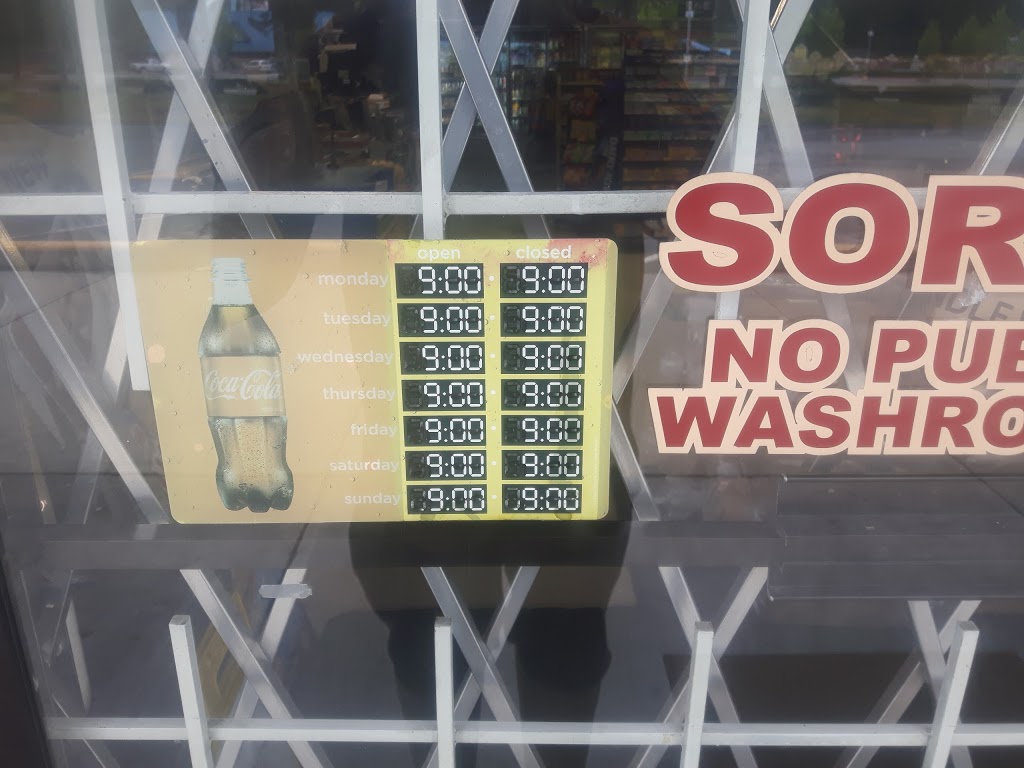 open closed
monday 9:00 - 9:00
tuesday 9:00 - 9:00
wednesday 9:00 - 9:00
thursday 9:00 - 9:00
friday 9:00 - 9:00
saturday 9:00 - 9:00
sunday 9:00 - 9:00
Coca-Cola
SOR
NO PUB
WASHRO